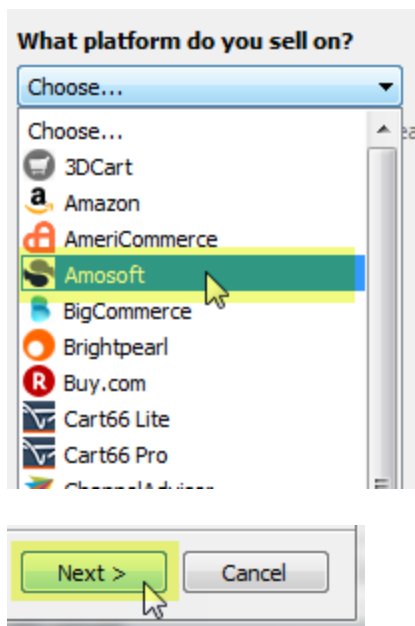 What platform do you sell on?
Choose...
Choose...
3DCart
Amazon
AmeriCommerce
Amosoft
BigCommerce
Brightpearl
Buy.com
Cart66 Lite
Cart66 Pro
Next >
Cancel